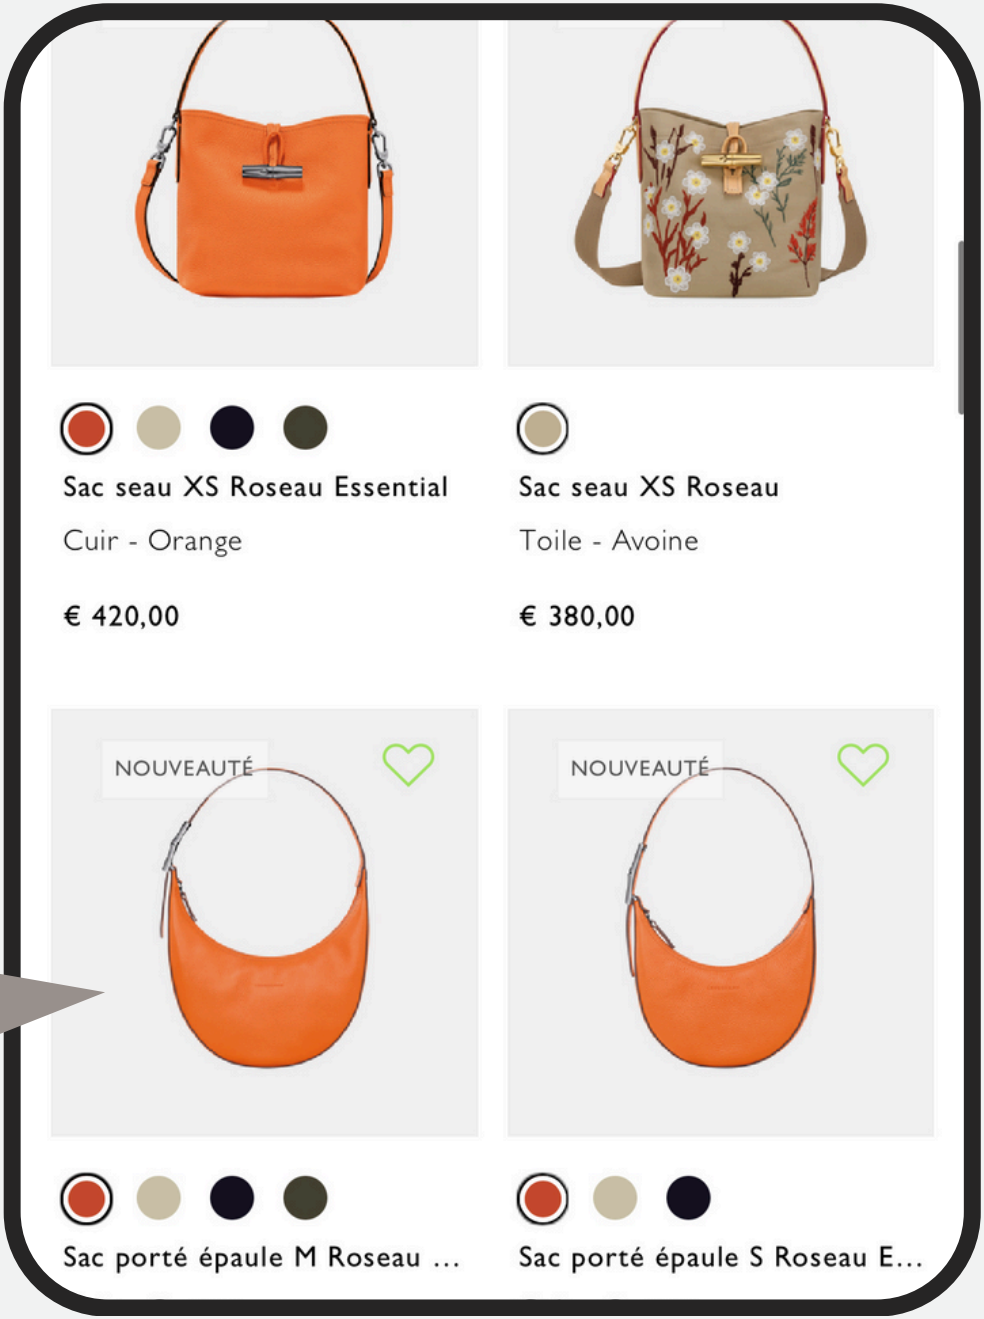 Sac seau XS Roseau Essential
Cuir - Orange
€ 420,00
Sac seau XS Roseau
Toile - Avoine
€ 380,00
NOUVEAUTÉ
NOUVEAUTÉ
Sac porté épaule M Roseau ...
Sac porté épaule S Roseau E...